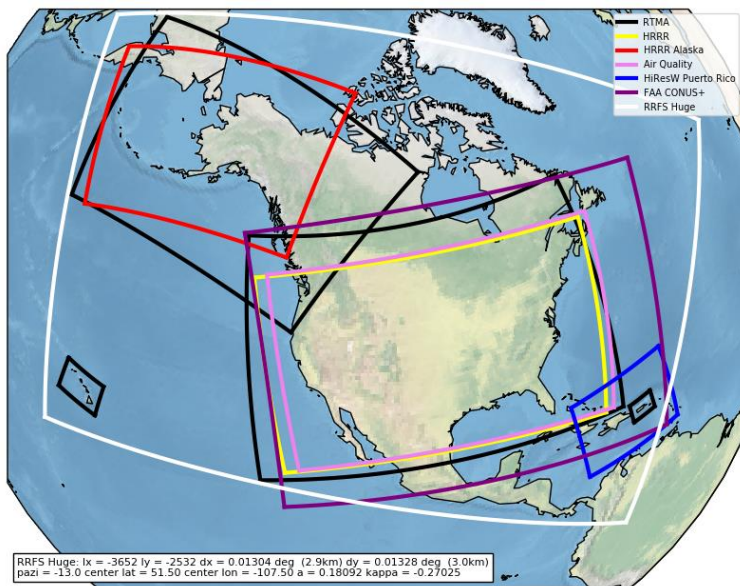 RTMA
HRRR
HRRR Alaska
Air Quality
HiResW Puerto Rico
FAA CONUS+
RRFS Huge
RRFS Huge: lx = -3652 ly = -2532 dx = 0.01304 deg (2.9km) dy = 0.01328 deg (3.0km)
pazi = -13.0 center lat = 51.50 center lon = -107.50 a = 0.18092 kappa = -0.27025